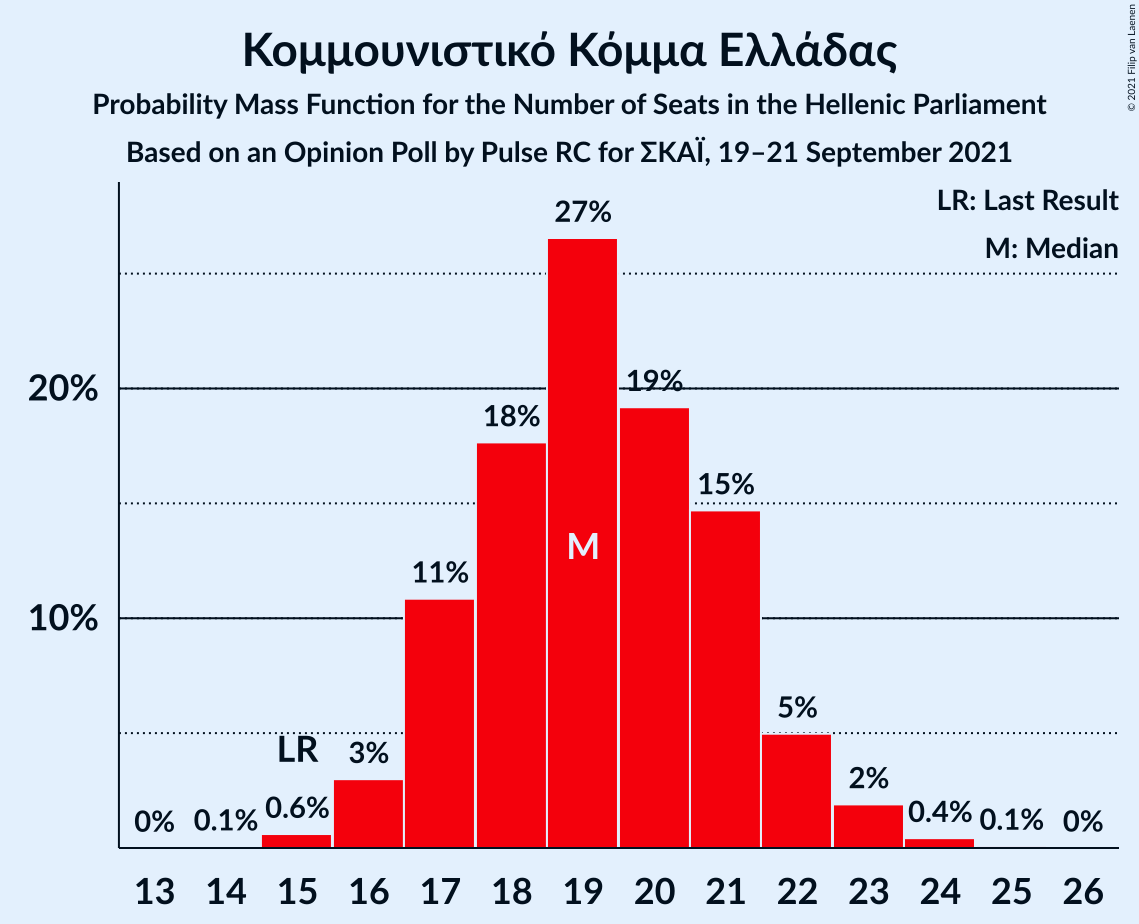 Κομμουνιστικό Κόμμα Ελλάδας
Probability Mass Function for the Number of Seats in the Hellenic Parliament
Based on an Opinion Poll by Pulse RC for ΣΚΑΪ, 19–21 September 2021
© 2021 Filip van Laenen
LR: Last Result
M: Median
27%
20%
19%
18%
15%
M
11%
10%
5%
LR
3%
2%
0%
0.1%
0.6%
0.4%
0.1%
0%
13 14 15 16 17 18 19 20 21 22 23 24 25 26